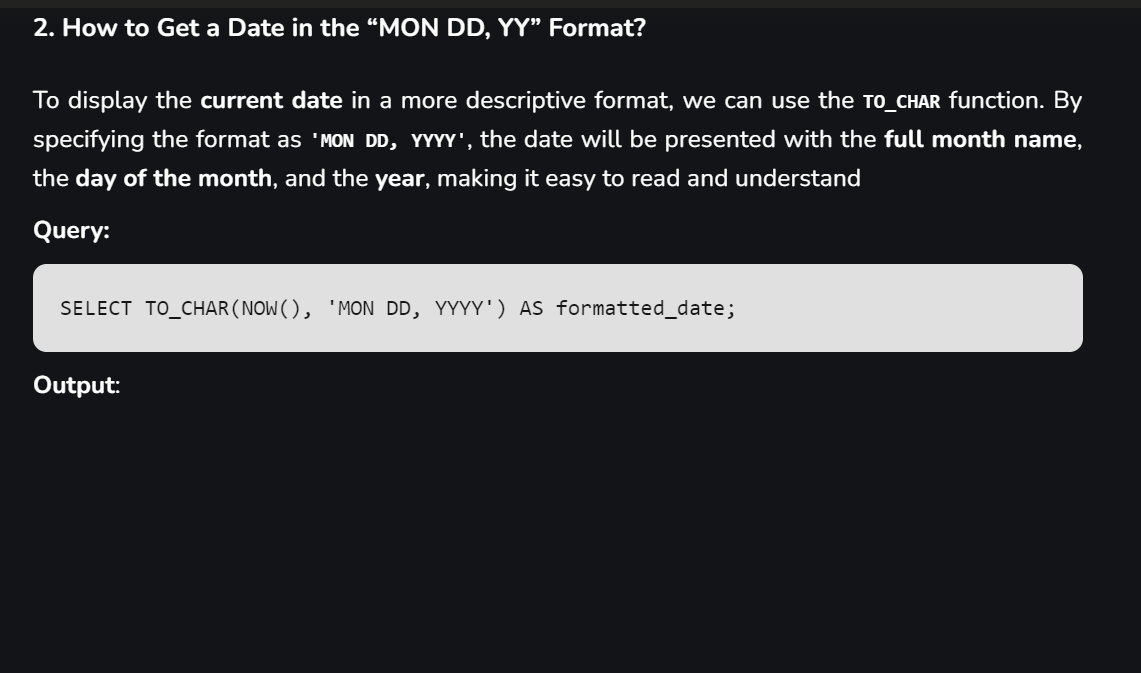 2. How to Get a Date in the “MON DD, YY” Format?
To display the current date in a more descriptive format, we can use the TO_CHAR function. By
specifying the format as 'MON DD, YYYY', the date will be presented with the full month name,
the day of the month, and the year, making it easy to read and understand
Query:
SELECT TO_CHAR(NOW(), 'MON DD, YYYY') AS formatted_date;
Output: